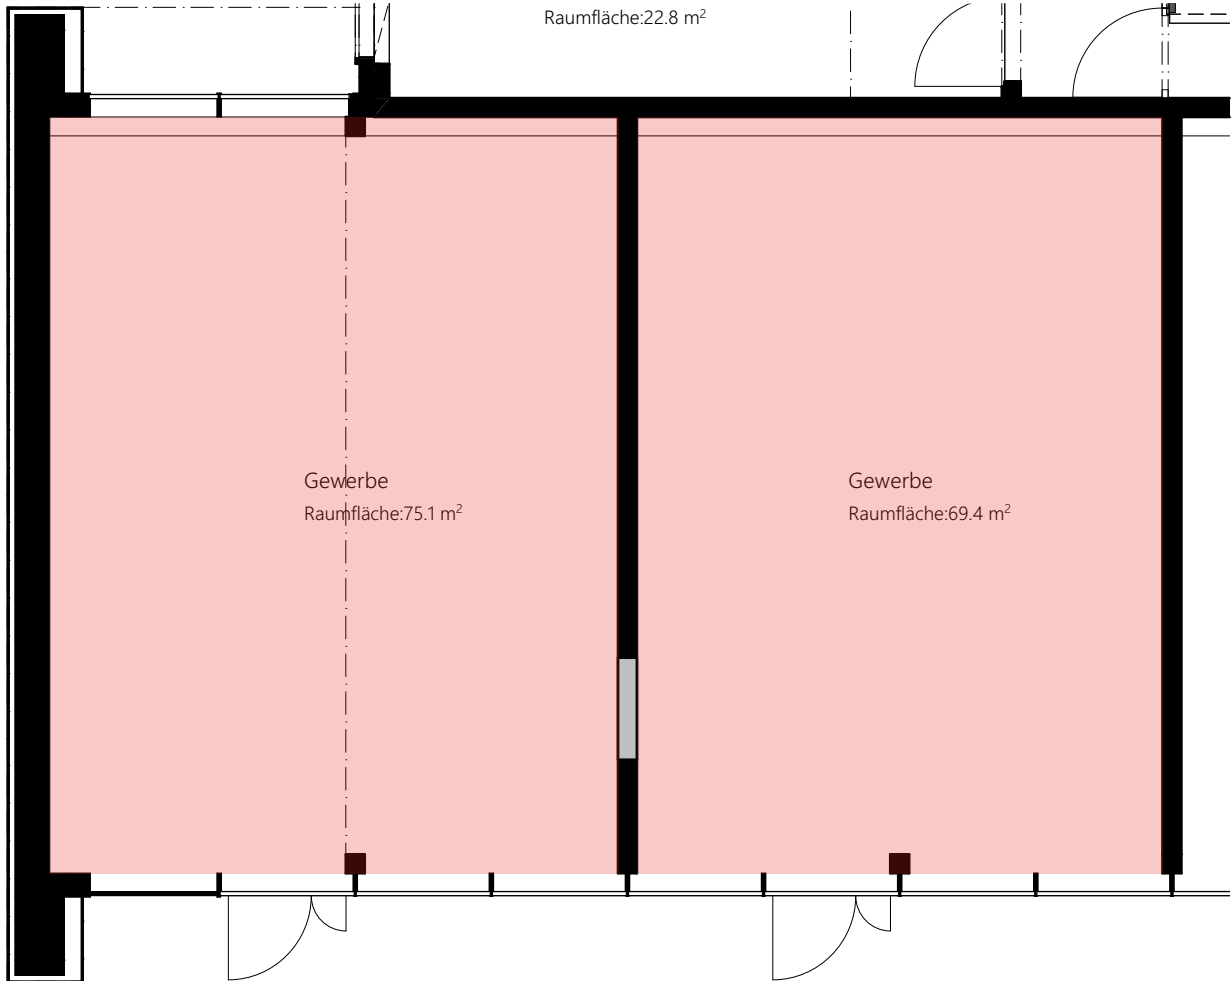 Raumfläche:22.8 m²
Gewerbe
Raumfläche:75.1 m²
Gewerbe
Raumfläche:69.4 m²